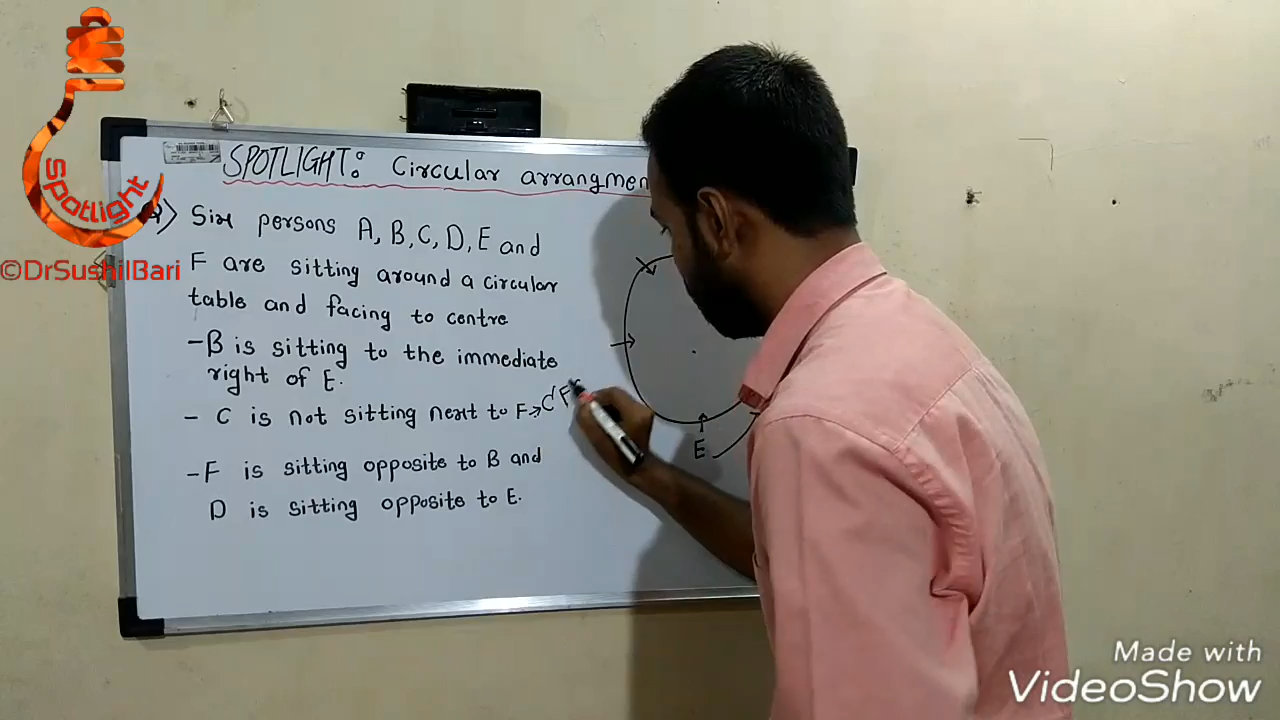 SPOTLIGHT: Circular arrangmen
Q) Six persons A, B, C, D, E and
F are sitting around a circular
table and facing to centre
- B is sitting to the immediate
right of E.
- C is not sitting next to F → C F
- F is sitting opposite to B and
D is sitting opposite to E.
E
Spotlight
©DrSushilBari
Made with
VideoShow